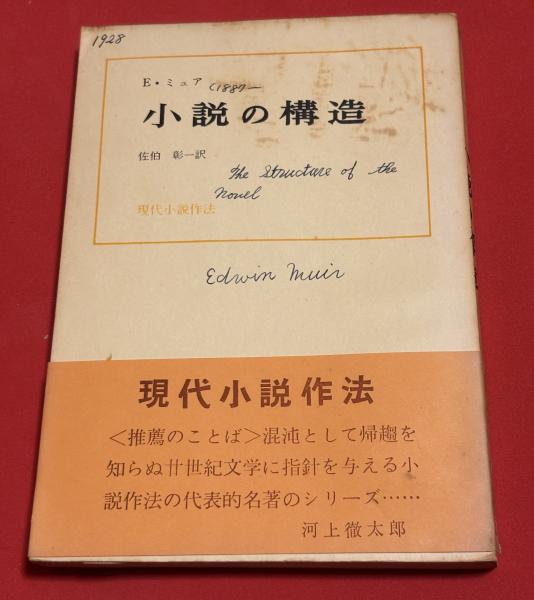 1928
E・ミュア (1887—
小説の構造
佐伯 彰一訳
The Structure of the
novel
現代小説作法
Edwin Muir
現代小説作法
<推薦のことば>混沌として帰趨を
知らぬ廿世紀文学に指針を与える小
説作法の代表的名著のシリーズ……
河上徹太郎